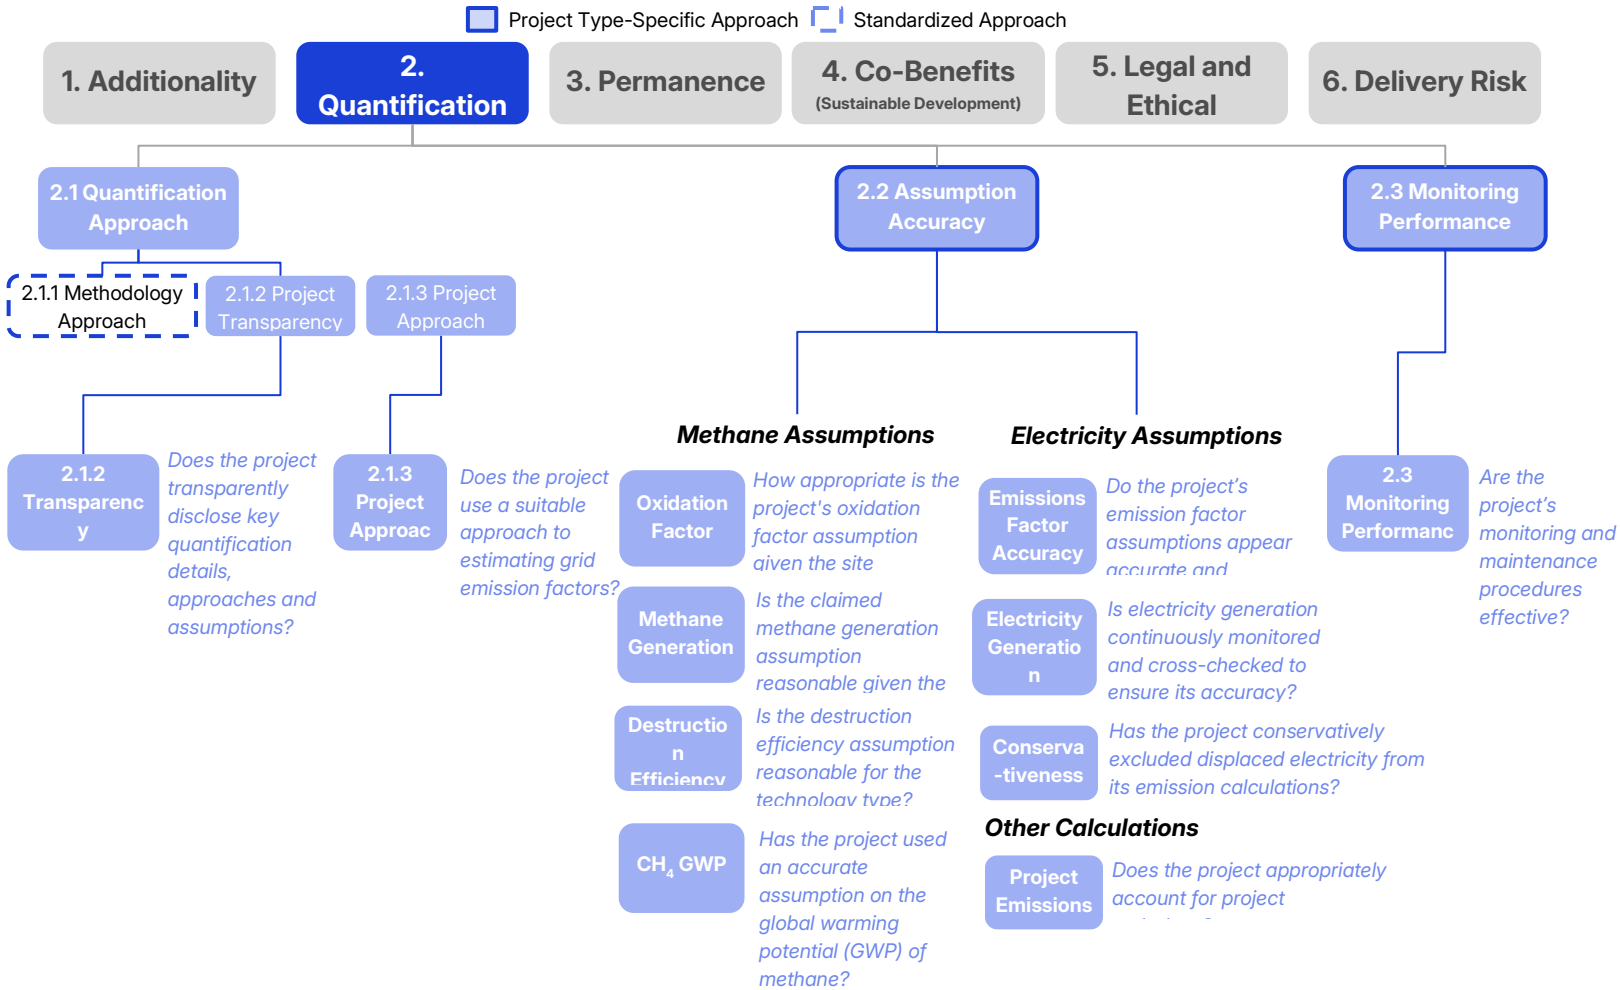 Project Type-Specific Approach
Standardized Approach
1. Additionality
2.
Quantification
3. Permanence
4. Co-Benefits
(Sustainable Development)
5. Legal and
Ethical
6. Delivery Risk
2.1 Quantification
Approach
2.2 Assumption
Accuracy
2.3 Monitoring
Performance
2.1.1 Methodology
Approach
2.1.2 Project
Transparency
2.1.3 Project
Approach
2.1.2
Transparenc
y
Does the project
transparently
disclose key
quantification
details,
approaches and
assumptions?
2.1.3
Project
Approac
Does the project
use a suitable
approach to
estimating grid
emission factors?
Methane Assumptions
Oxidation
Factor
How appropriate is the
project's oxidation
factor assumption
given the site
Methane
Generation
Is the claimed
methane generation
assumption
reasonable given the
Destructio
n
Efficiency
Is the destruction
efficiency assumption
reasonable for the
technology type?
CH4 GWP
Has the project used
an accurate
assumption on the
global warming
potential (GWP) of
methane?
Electricity Assumptions
Emissions
Factor
Accuracy
Do the project’s
emission factor
assumptions appear
accurate and
Electricity
Generatio
n
Is electricity generation
continuously monitored
and cross-checked to
ensure its accuracy?
Conserva
-tiveness
Has the project conservatively
excluded displaced electricity from
its emission calculations?
Other Calculations
Project
Emissions
Does the project appropriately
account for project
2.3
Monitoring
Performanc
Are the
project’s
monitoring and
maintenance
procedures
effective?